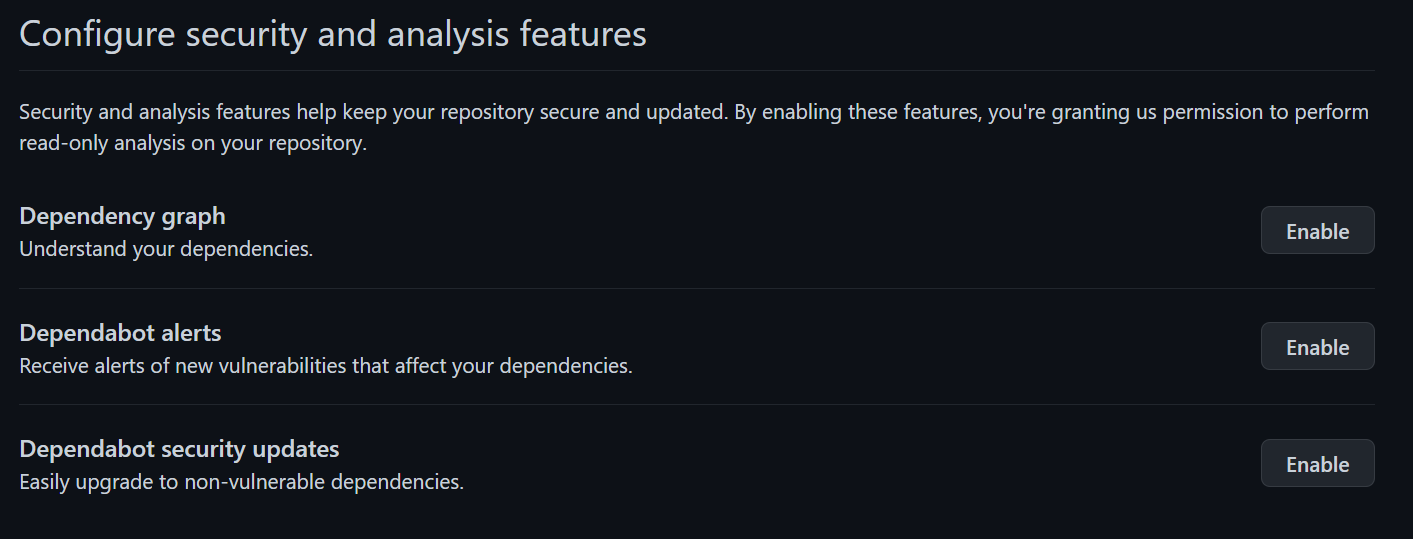 Configure security and analysis features
Security and analysis features help keep your repository secure and updated. By enabling these features, you're granting us permission to perform
read-only analysis on your repository.
Dependency graph
Understand your dependencies.
Enable
Dependabot alerts
Receive alerts of new vulnerabilities that affect your dependencies.
Enable
Dependabot security updates
Easily upgrade to non-vulnerable dependencies.
Enable